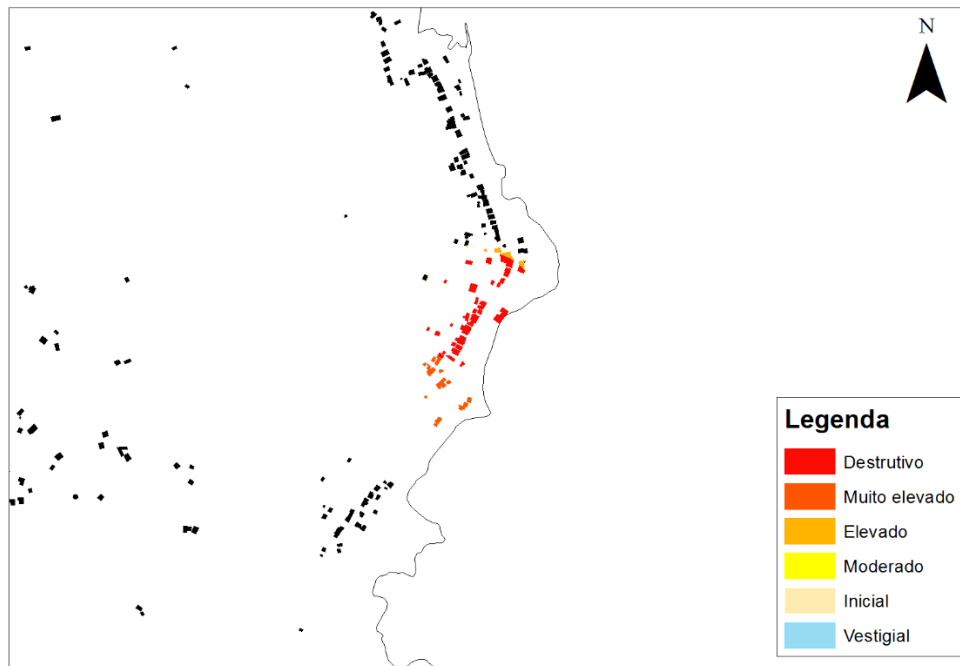 N
Legenda
Destrutivo
Muito elevado
Elevado
Moderado
Inicial
Vestigial